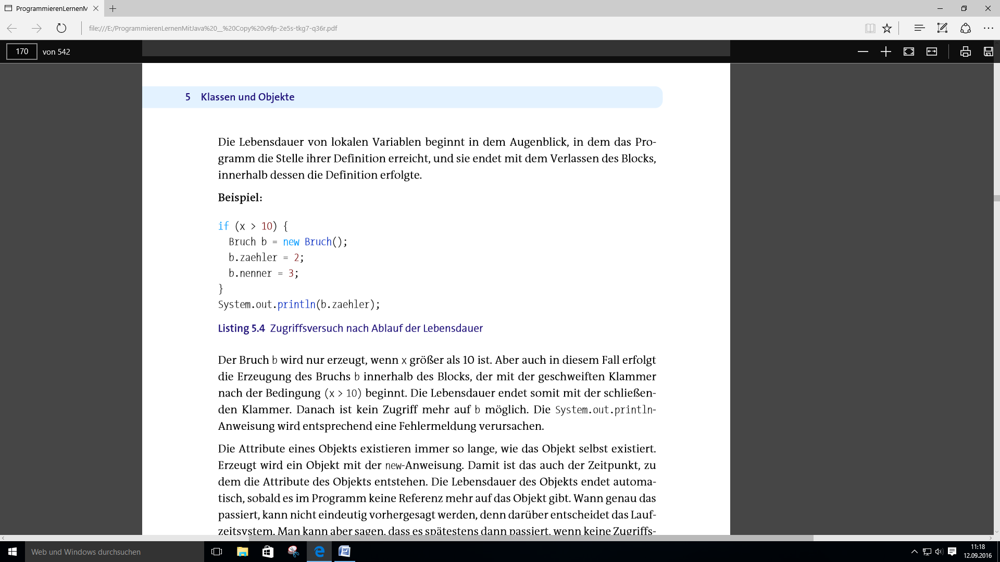 ProgrammierenLernenM
file:///E:/ProgrammierenLernenMitJava%20__%20Copy%20v9fp-2e5s-tkg7-q36r.pdf
170 von 542
5 Klassen und Objekte
Die Lebensdauer von lokalen Variablen beginnt in dem Augenblick, in dem das Pro-
gramm die Stelle ihrer Definition erreicht, und sie endet mit dem Verlassen des Blocks,
innerhalb dessen die Definition erfolgte.
Beispiel:
if (x > 10) {
Bruch b = new Bruch();
b.zaehler = 2;
b.nenner = 3;
}
System.out.println(b.zaehler);
Listing 5.4 Zugriffsversuch nach Ablauf der Lebensdauer
Der Bruch b wird nur erzeugt, wenn x größer als 10 ist. Aber auch in diesem Fall erfolgt
die Erzeugung des Bruchs b innerhalb des Blocks, der mit der geschweiften Klammer
nach der Bedingung (x > 10) beginnt. Die Lebensdauer endet somit mit der schließen-
den Klammer. Danach ist kein Zugriff mehr auf b möglich. Die System.out.println-
Anweisung wird entsprechend eine Fehlermeldung verursachen.
Die Attribute eines Objekts existieren immer so lange, wie das Objekt selbst existiert.
Erzeugt wird ein Objekt mit der new-Anweisung. Damit ist das auch der Zeitpunkt, zu
dem die Attribute des Objekts entstehen. Die Lebensdauer des Objekts endet automa-
tisch, sobald es im Programm keine Referenz mehr auf das Objekt gibt. Wann genau das
passiert, kann nicht eindeutig vorhergesagt werden, denn darüber entscheidet das Lauf-
zeitsystem. Man kann aber sagen, dass es spätestens dann passiert, wenn keine Zugriffs-
Web und Windows durchsuchen
11:18
12.09.2016